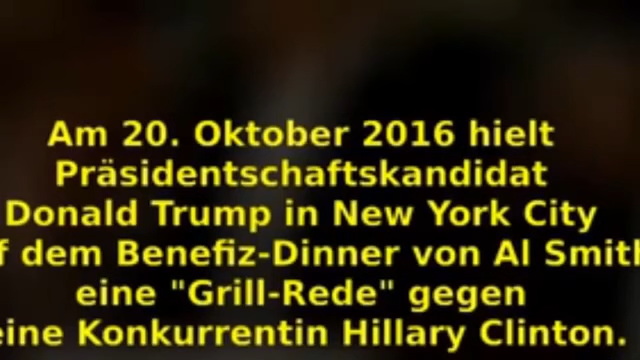 Am 20. Oktober 2016 hielt
Präsidentschaftskandidat
Donald Trump in New York City
f dem Benefiz-Dinner von Al Smith
eine "Grill-Rede" gegen
eine Konkurrentin Hillary Clinton.